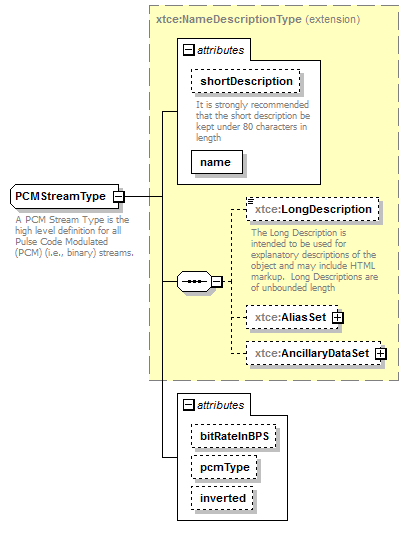 xtce:NameDescriptionType (extension)
attributes
shortDescription
It is strongly recommended
that the short description be
kept under 80 characters in
length
name
PCMStreamType
A PCM Stream Type is the
high level definition for all
Pulse Code Modulated
(PCM) (i.e., binary) streams.
xtce:LongDescription
The Long Description is
intended to be used for
explanatory descriptions of the
object and may include HTML
markup.  Long Descriptions are
of unbounded length
xtce:AliasSet
xtce:AncillaryDataSet
attributes
bitRateInBPS
pcmType
inverted